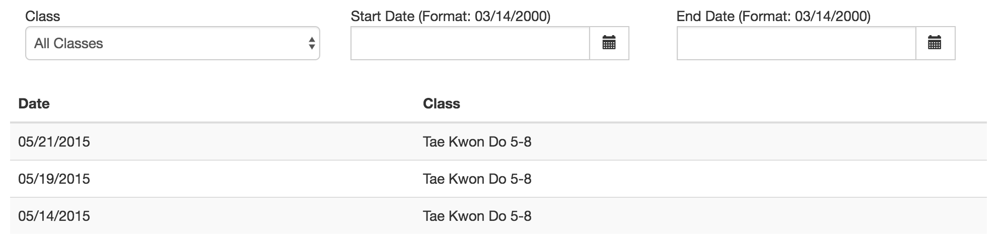 Class Start Date (Format: 03/14/2000) End Date (Format: 03/14/2000)
All Classes
Date Class
05/21/2015 Tae Kwon Do 5-8
05/19/2015 Tae Kwon Do 5-8
05/14/2015 Tae Kwon Do 5-8